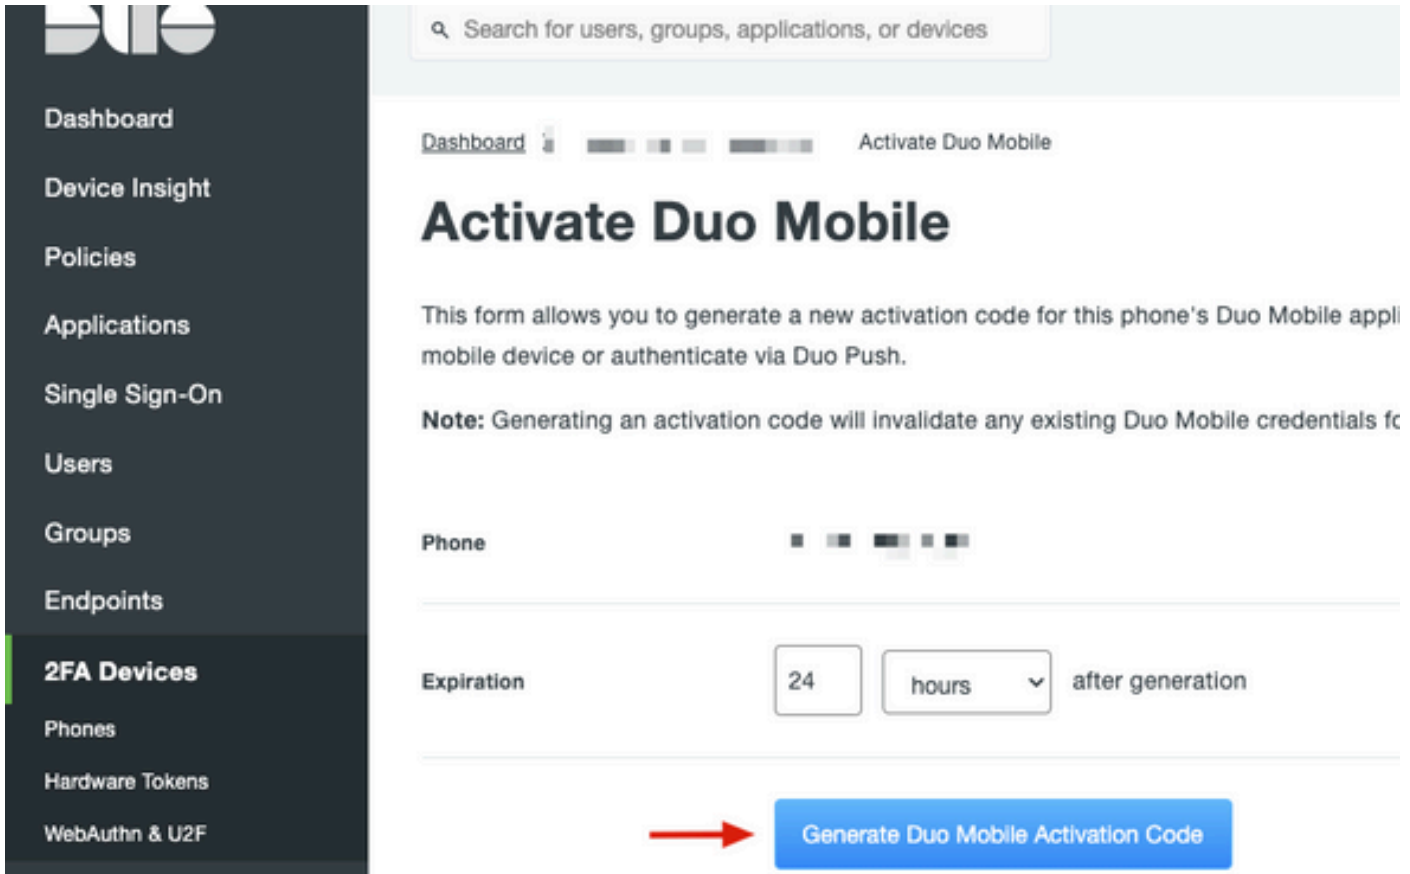 Search for users, groups, applications, or devices
Dashboard
Device Insight
Policies
Applications
Single Sign-On
Users
Groups
Endpoints
2FA Devices
Phones
Hardware Tokens
WebAuthn & U2F
Dashboard
Activate Duo Mobile
Activate Duo Mobile
This form allows you to generate a new activation code for this phone's Duo Mobile appli
mobile device or authenticate via Duo Push.
Note: Generating an activation code will invalidate any existing Duo Mobile credentials fo
Phone
Expiration 24 hours after generation
Generate Duo Mobile Activation Code